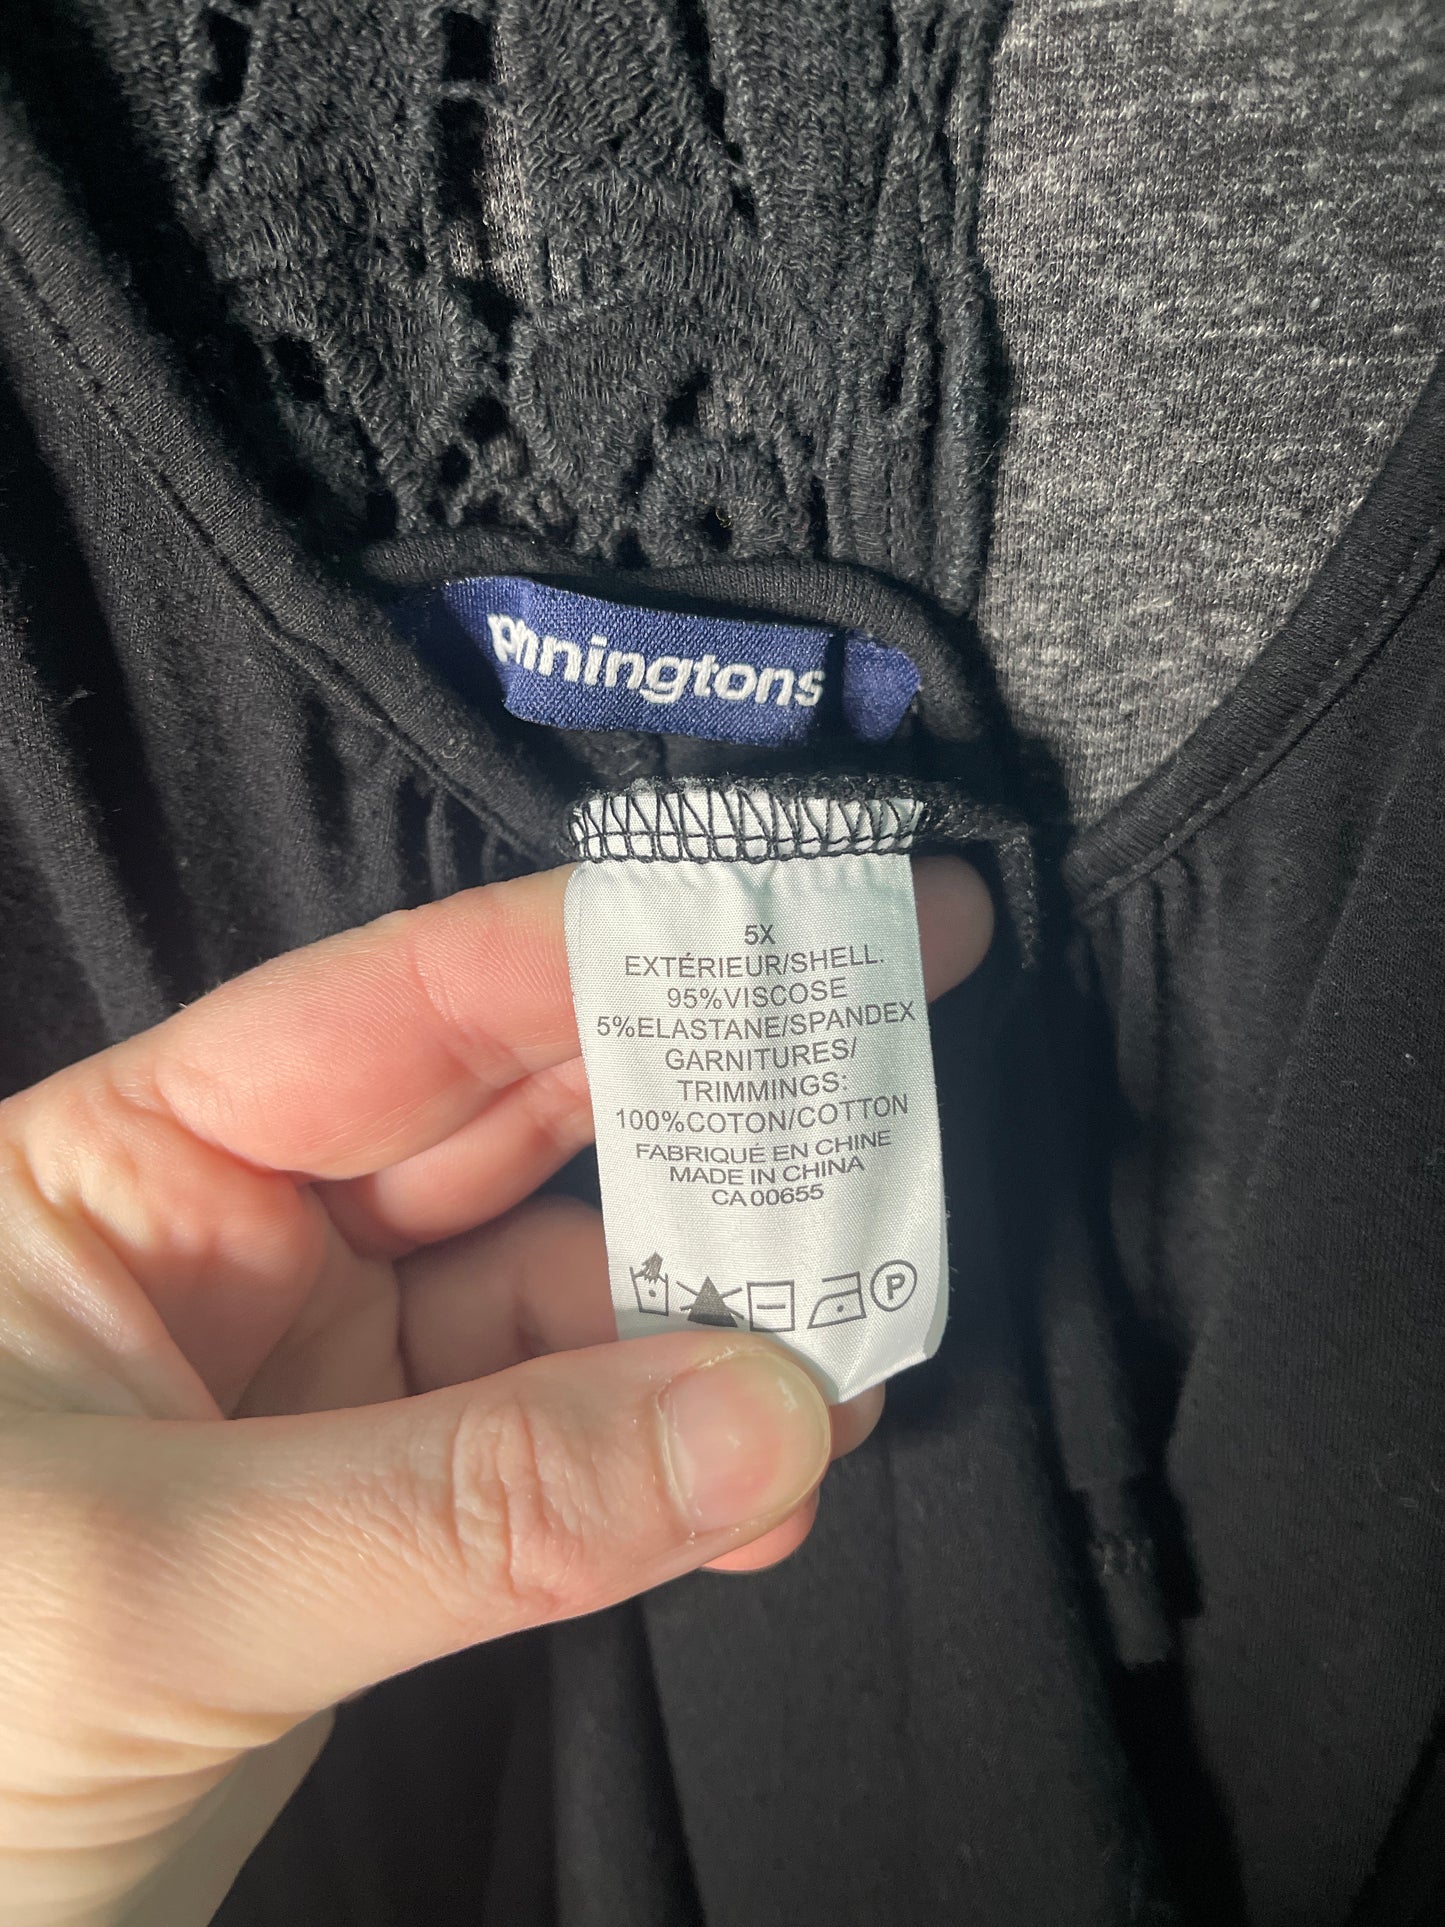 penningtons
5X
EXTÉRIEUR/SHELL.
95%VISCOSE
5%ELASTANE/SPANDEX
GARNITURES/
TRIMMINGS:
100%COTON/COTTON
FABRIQUÉ EN CHINE
MADE IN CHINA
CA 00655
P